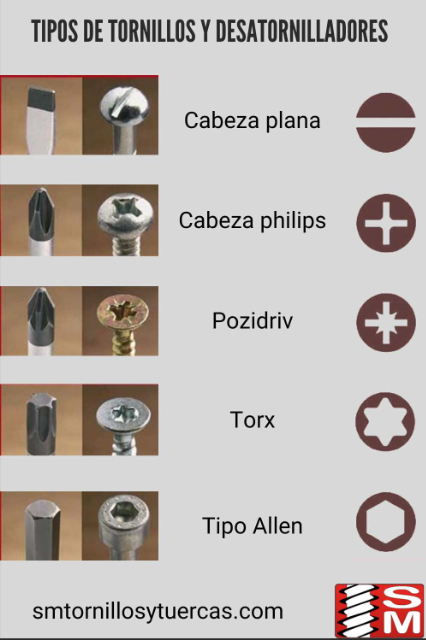 TIPOS DE TORNILLOS Y DESATORNILLADORES
Cabeza plana
Cabeza philips
Pozidriv
Torx
Tipo Allen
smtornillosytuercas.com
SM